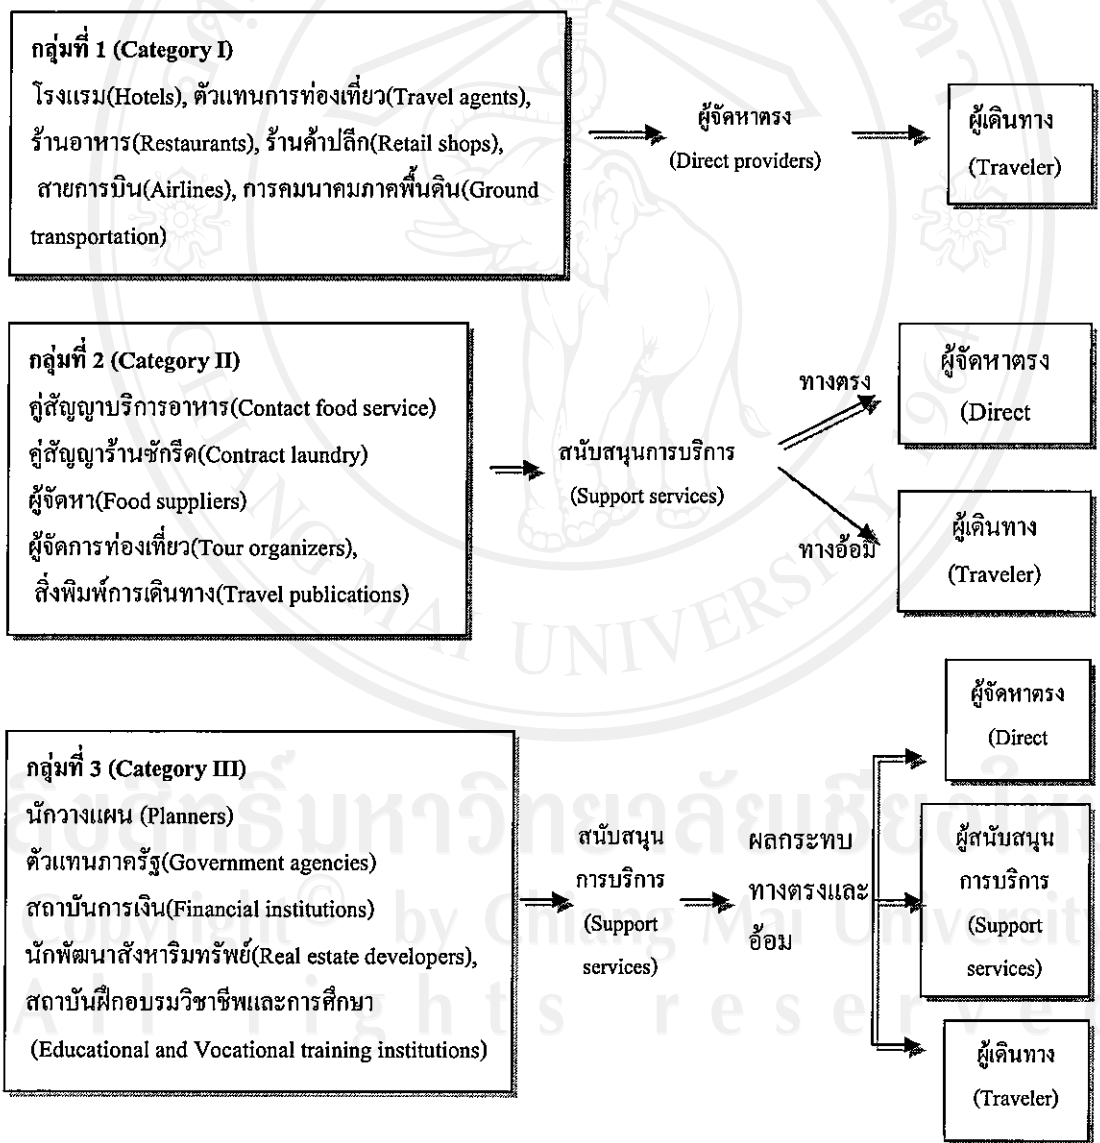 กลุ่มที่ 1 (Category I)
โรงแรม(Hotels), ตัวแทนการท่องเที่ยว(Travel agents),
ร้านอาหาร(Restaurants), ร้านค้าปลีก(Retail shops),
สายการบิน(Airlines), การคมนาคมภาคพื้นดิน(Ground
transportation)
ผู้จัดหาตรง
(Direct providers)
ผู้เดินทาง
(Traveler)
กลุ่มที่ 2 (Category II)
คู่สัญญาบริการอาหาร(Contact food service)
คู่สัญญาร้านซักรีด(Contract laundry)
ผู้จัดหา(Food suppliers)
ผู้จัดการท่องเที่ยว(Tour organizers),
สิ่งพิมพ์การเดินทาง(Travel publications)
สนับสนุนการบริการ
(Support services)
ทางตรง
ทางอ้อม
ผู้จัดหาตรง
(Direct
ผู้เดินทาง
(Traveler)
กลุ่มที่ 3 (Category III)
นักวางแผน (Planners)
ตัวแทนภาครัฐ(Government agencies)
สถาบันการเงิน(Financial institutions)
นักพัฒนาสังหาริมทรัพย์(Real estate developers),
สถาบันฝึกอบรมวิชาชีพและการศึกษา
(Educational and Vocational training institutions)
สนับสนุน
การบริการ
(Support
services)
ผลกระทบ
ทางตรงและ
อ้อม
ผู้จัดหาตรง
(Direct
ผู้สนับสนุน
การบริการ
(Support
services)
ผู้เดินทาง
(Traveler)
CHIANG MAI UNIVERSITY 1964
ลิขสิทธิ์มหาวิทยาลัยเชียงใหม่
Copyright © by Chiang Mai University
All rights reserved